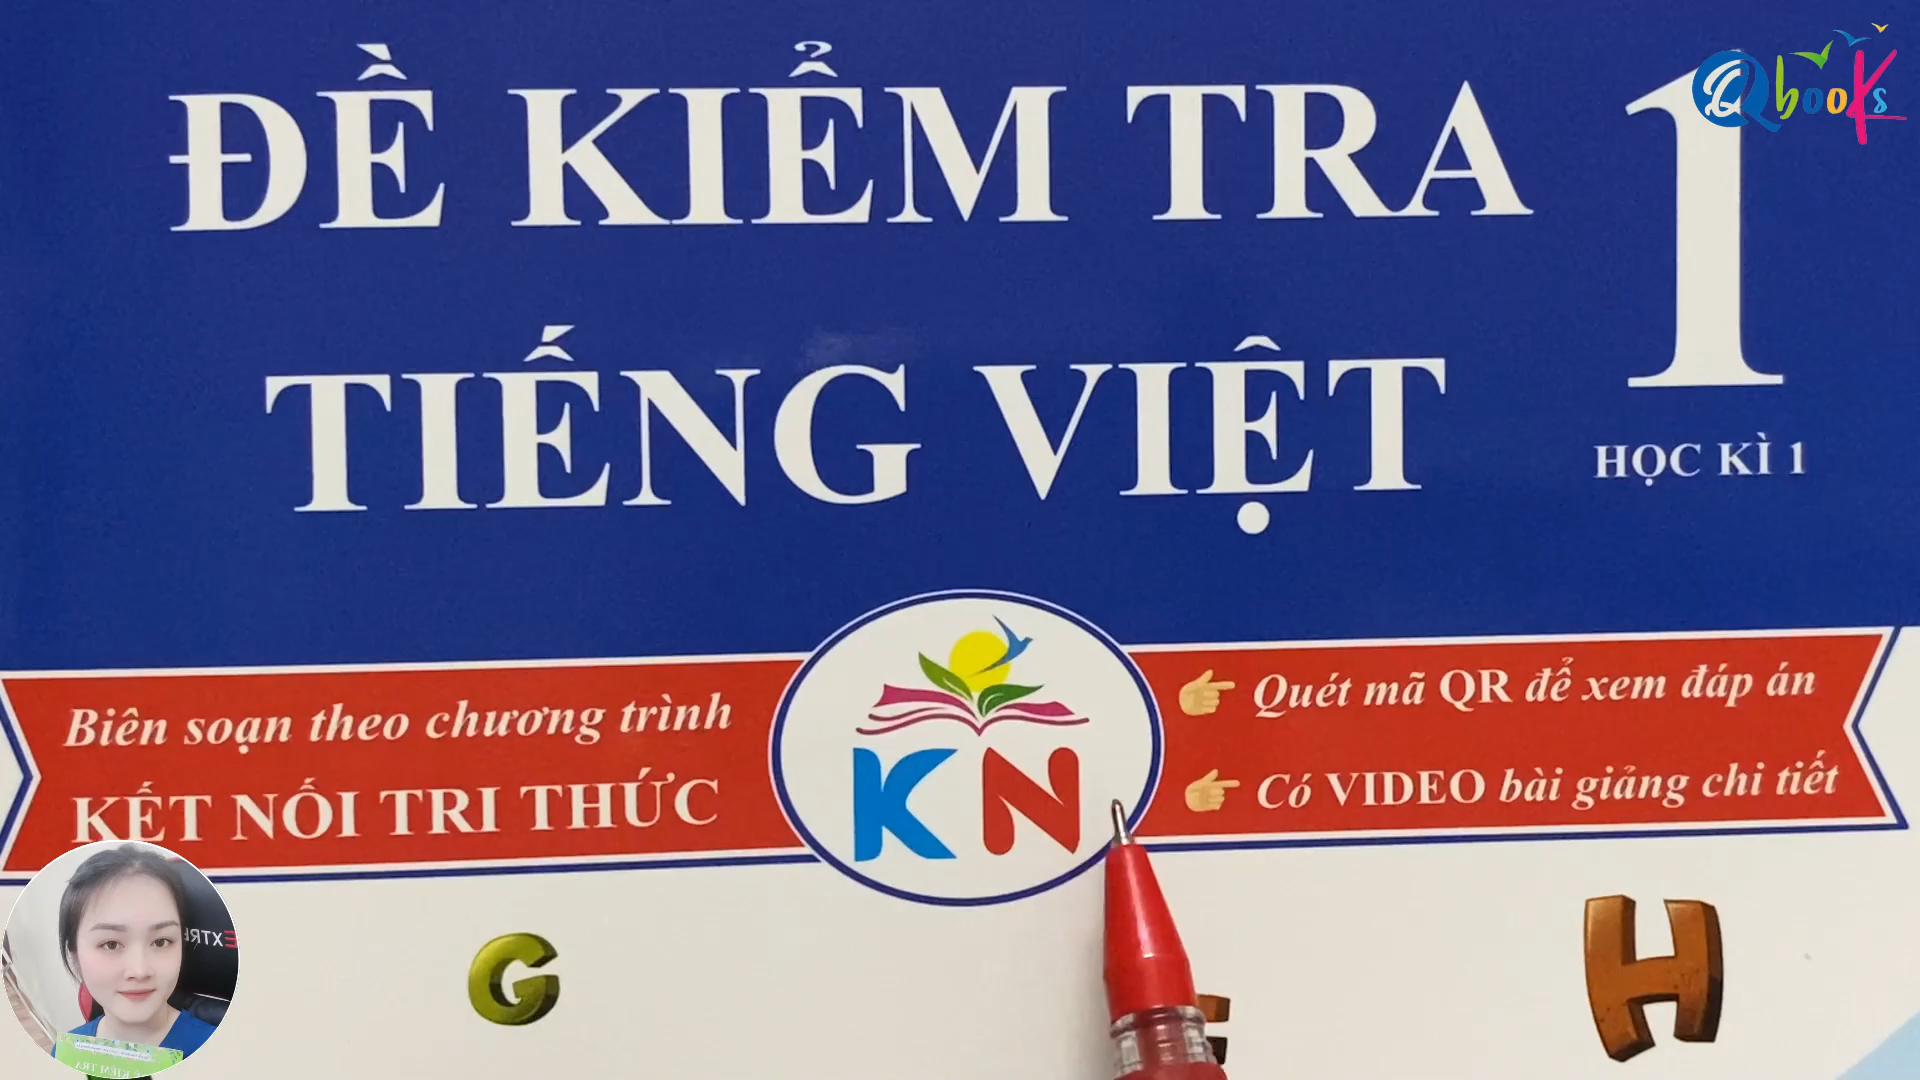 Qbooks
ĐỀ KIỂM TRA 1
TIẾNG VIỆT
HỌC KÌ 1
Biên soạn theo chương trình
KẾT NỐI TRI THỨC
KN
Quét mã QR để xem đáp án
Có VIDEO bài giảng chi tiết
G
H